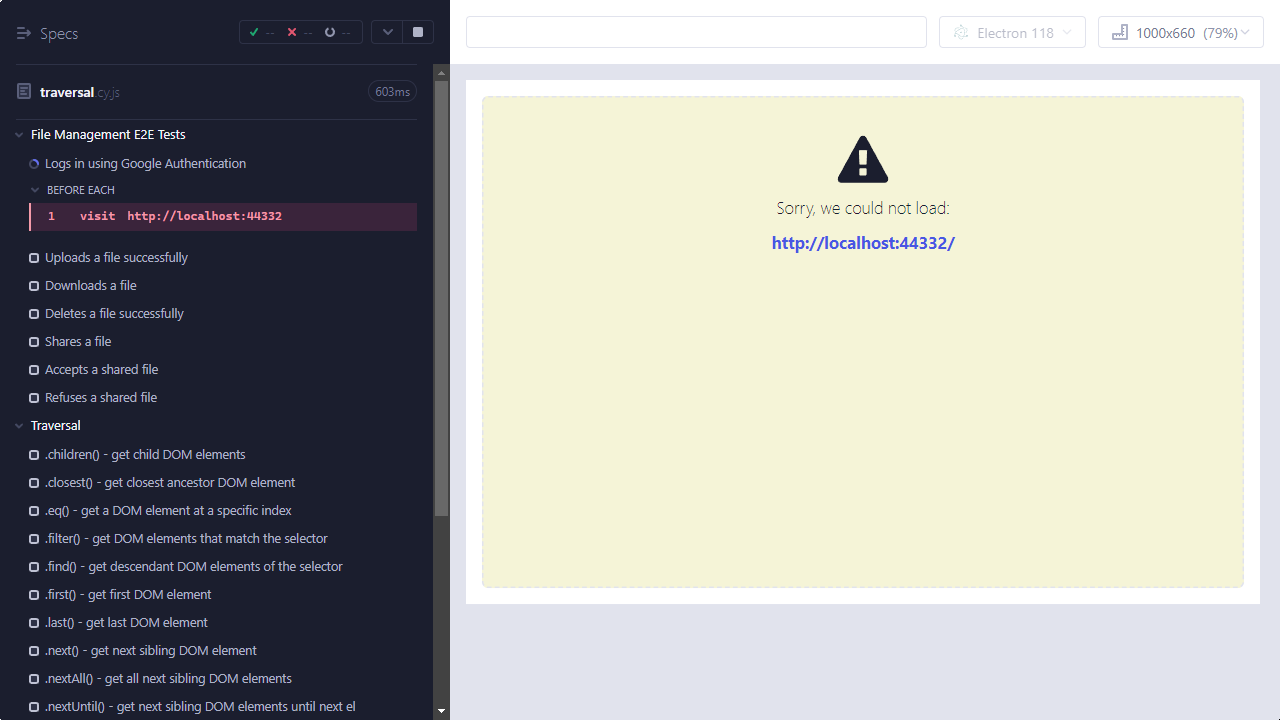 Specs
--
--
--
Electron 118
1000x660 (79%)
traversal.cy.js
603ms
File Management E2E Tests
Logs in using Google Authentication
BEFORE EACH
1 visit http://localhost:44332
Uploads a file successfully
Downloads a file
Deletes a file successfully
Shares a file
Accepts a shared file
Refuses a shared file
Traversal
.children() - get child DOM elements
.closest() - get closest ancestor DOM element
.eq() - get a DOM element at a specific index
.filter() - get DOM elements that match the selector
.find() - get descendant DOM elements of the selector
.first() - get first DOM element
.last() - get last DOM element
.next() - get next sibling DOM element
.nextAll() - get all next sibling DOM elements
.nextUntil() - get next sibling DOM elements until next el
Sorry, we could not load:
http://localhost:44332/